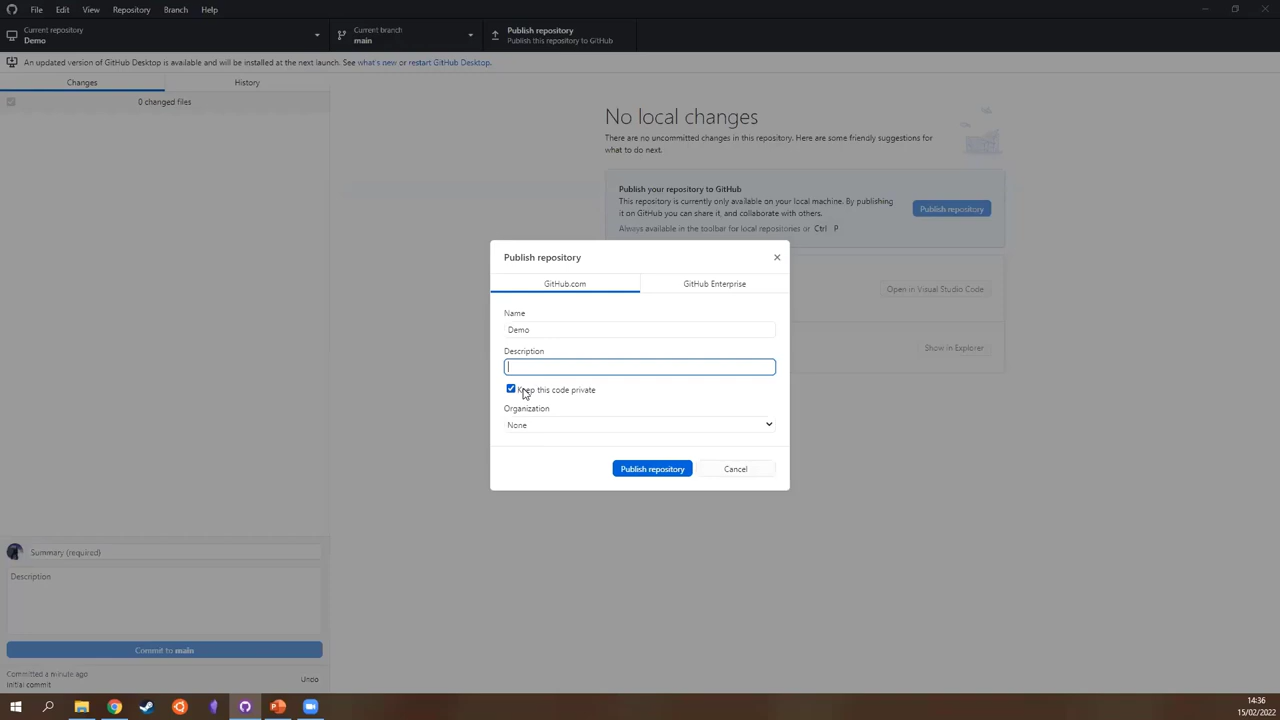 File Edit View Repository Branch Help
Current repository
Demo
Current branch
main
Publish repository
Publish this repository to GitHub
An updated version of GitHub Desktop is available and will be installed at the next launch. See what's new or restart GitHub Desktop.
Changes
History
0 changed files
No local changes
There are no uncommitted changes in this repository. Here are some friendly suggestions for
what to do next.
Publish your repository to GitHub
This repository is currently only available on your local machine. By publishing
it on GitHub you can share it, and collaborate with others.
Always available in the toolbar for local repositories or Ctrl P
Publish repository
Open in Visual Studio Code
Show in Explorer
Publish repository
GitHub.com
GitHub Enterprise
Name
Demo
Description
Keep this code private
Organization
None
Publish repository
Cancel
Summary (required)
Description
Commit to main
Committed a minute ago
Initial commit
Undo
14:36
15/02/2022